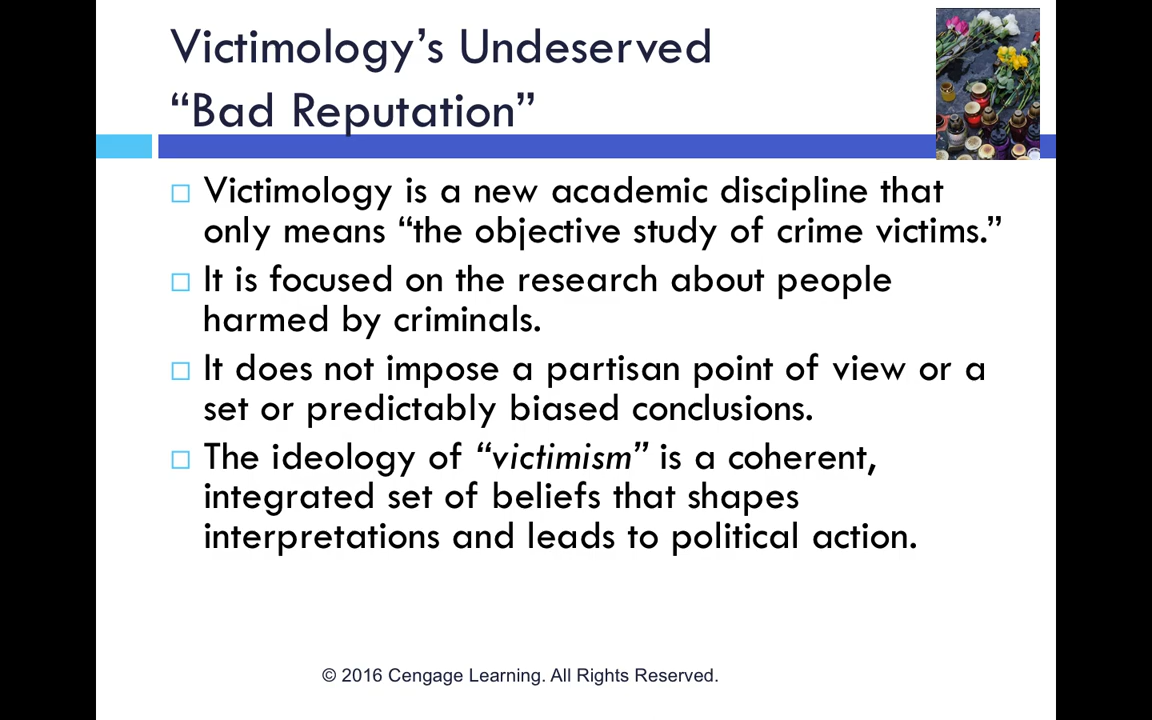 Victimology’s Undeserved
“Bad Reputation”
□ Victimology is a new academic discipline that
only means “the objective study of crime victims.”
□ It is focused on the research about people
harmed by criminals.
□ It does not impose a partisan point of view or a
set or predictably biased conclusions.
□ The ideology of “victimism” is a coherent,
integrated set of beliefs that shapes
interpretations and leads to political action.
© 2016 Cengage Learning. All Rights Reserved.